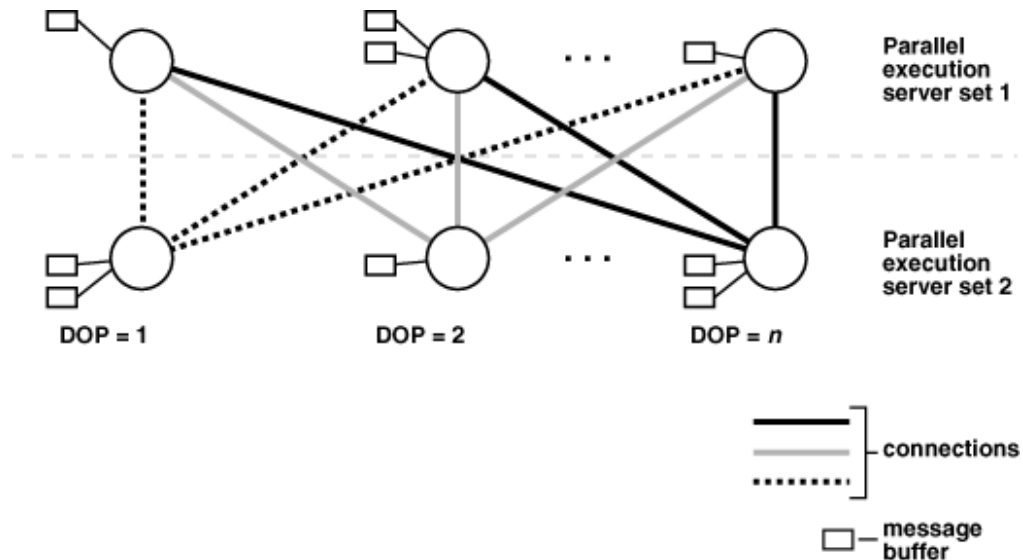 . . .
Parallel
execution
server set 1
. . .
Parallel
execution
server set 2
DOP = 1
DOP = 2
DOP = n
connections
message
buffer